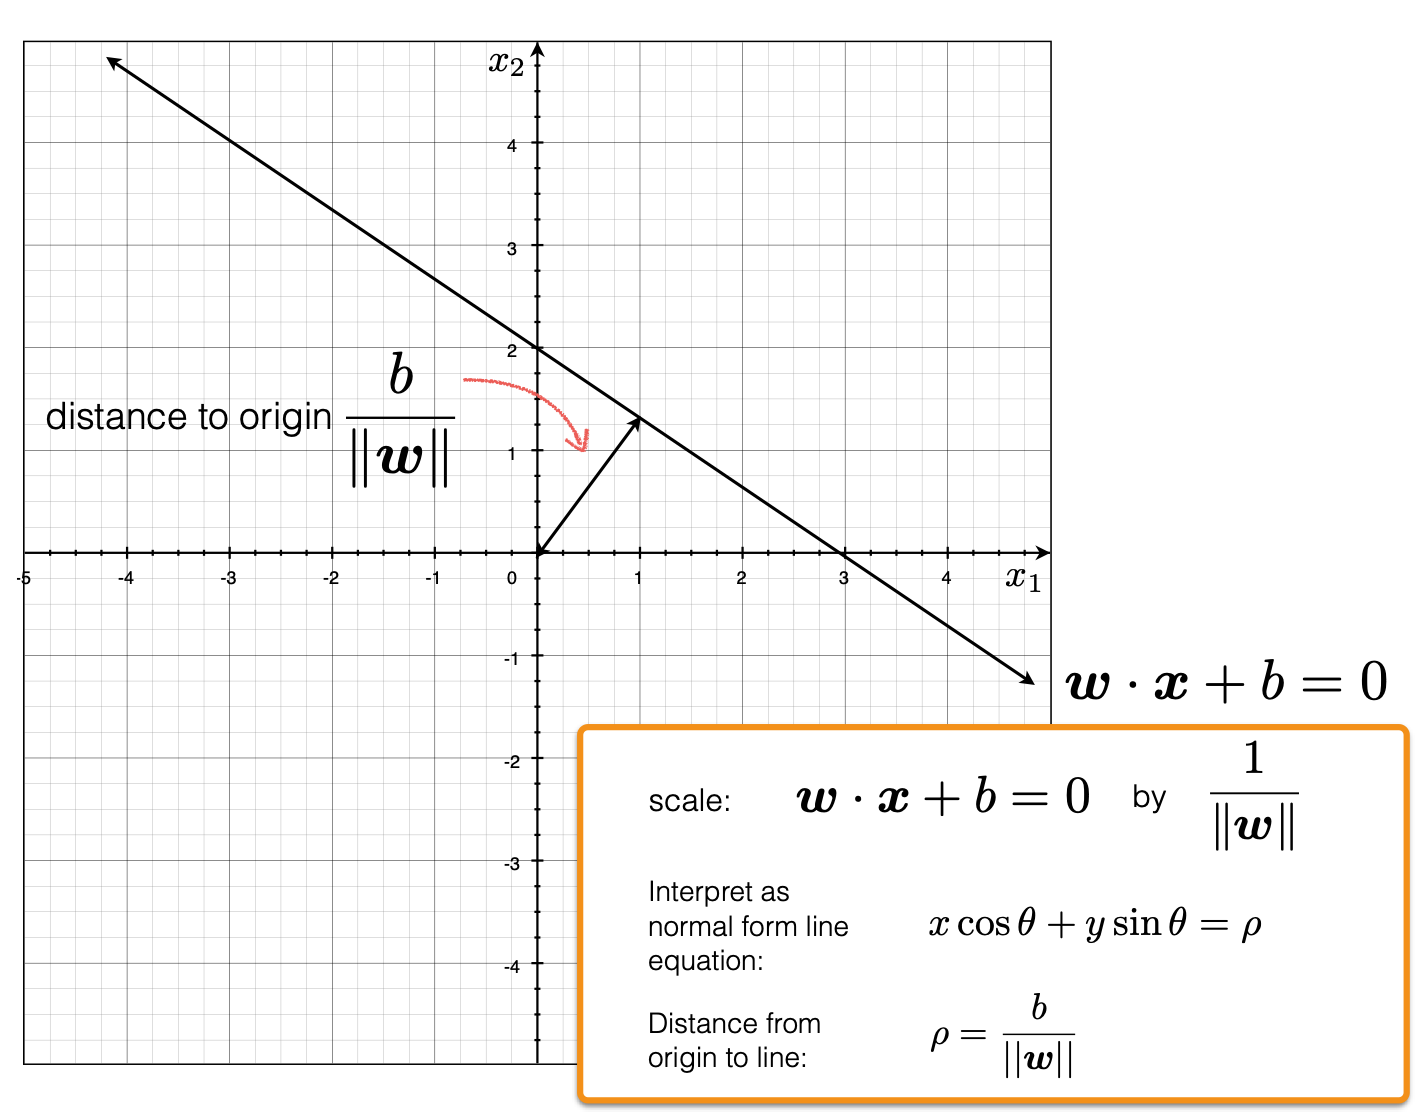 x₂
4
3
2
1
distance to origin b / ||w||
-5 -4 -3 -2 -1 0 1 2 3 4
x₁
-1
-2
-3
-4
w · x + b = 0
scale: w · x + b = 0 by 1 / ||w||
Interpret as
normal form line
equation:
x cos θ + y sin θ = ρ
Distance from
origin to line:
ρ = b / ||w||